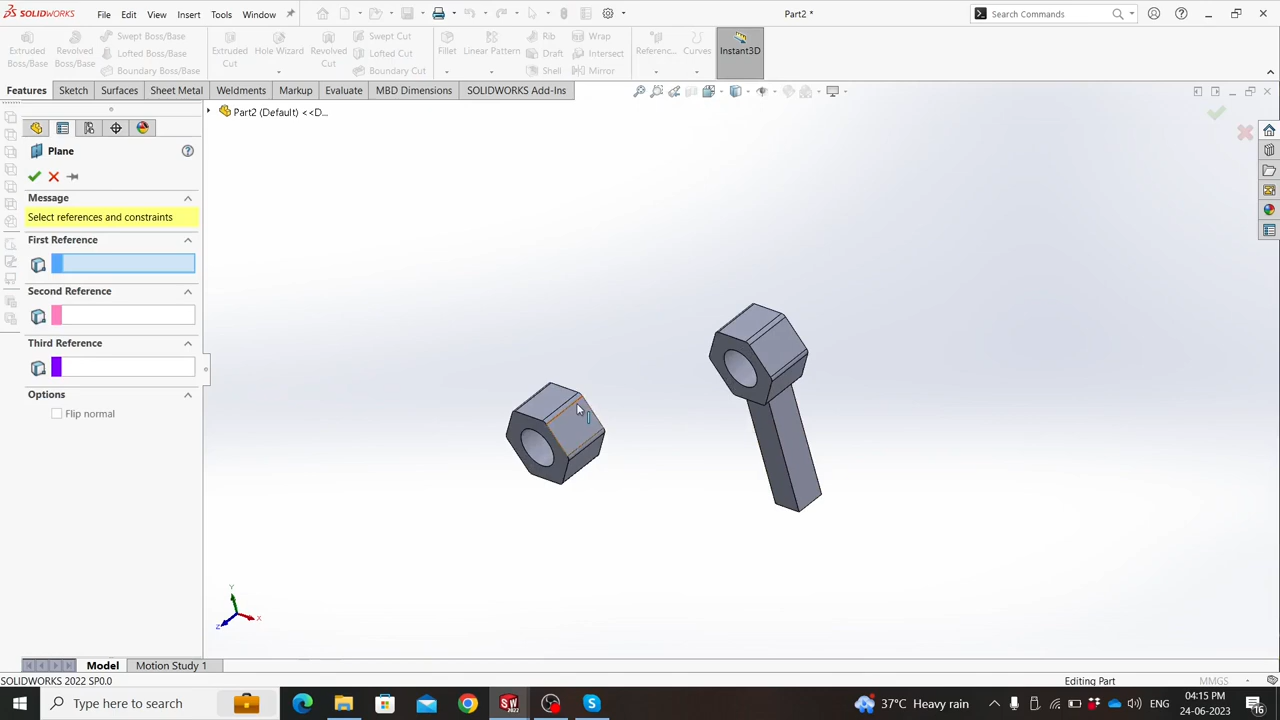 SOLIDWORKS File Edit View Insert Tools Window Part2 * Search Commands
Extruded Boss/Base
Revolved Boss/Base
Swept Boss/Base
Lofted Boss/Base
Boundary Boss/Base
Extruded Cut
Hole Wizard
Revolved Cut
Swept Cut
Lofted Cut
Boundary Cut
Fillet
Linear Pattern
Rib
Draft
Shell
Wrap
Intersect
Mirror
Referenc...
Curves
Instant3D
Features Sketch Surfaces Sheet Metal Weldments Markup Evaluate MBD Dimensions SOLIDWORKS Add-Ins
Part2 (Default) <<D...
Plane
Message
Select references and constraints
First Reference
Second Reference
Third Reference
Options
Flip normal
Y
X
Z
Model Motion Study 1
SOLIDWORKS 2022 SP0.0 Editing Part MMGS
Type here to search 37°C Heavy rain ENG 04:15 PM
24-06-2023